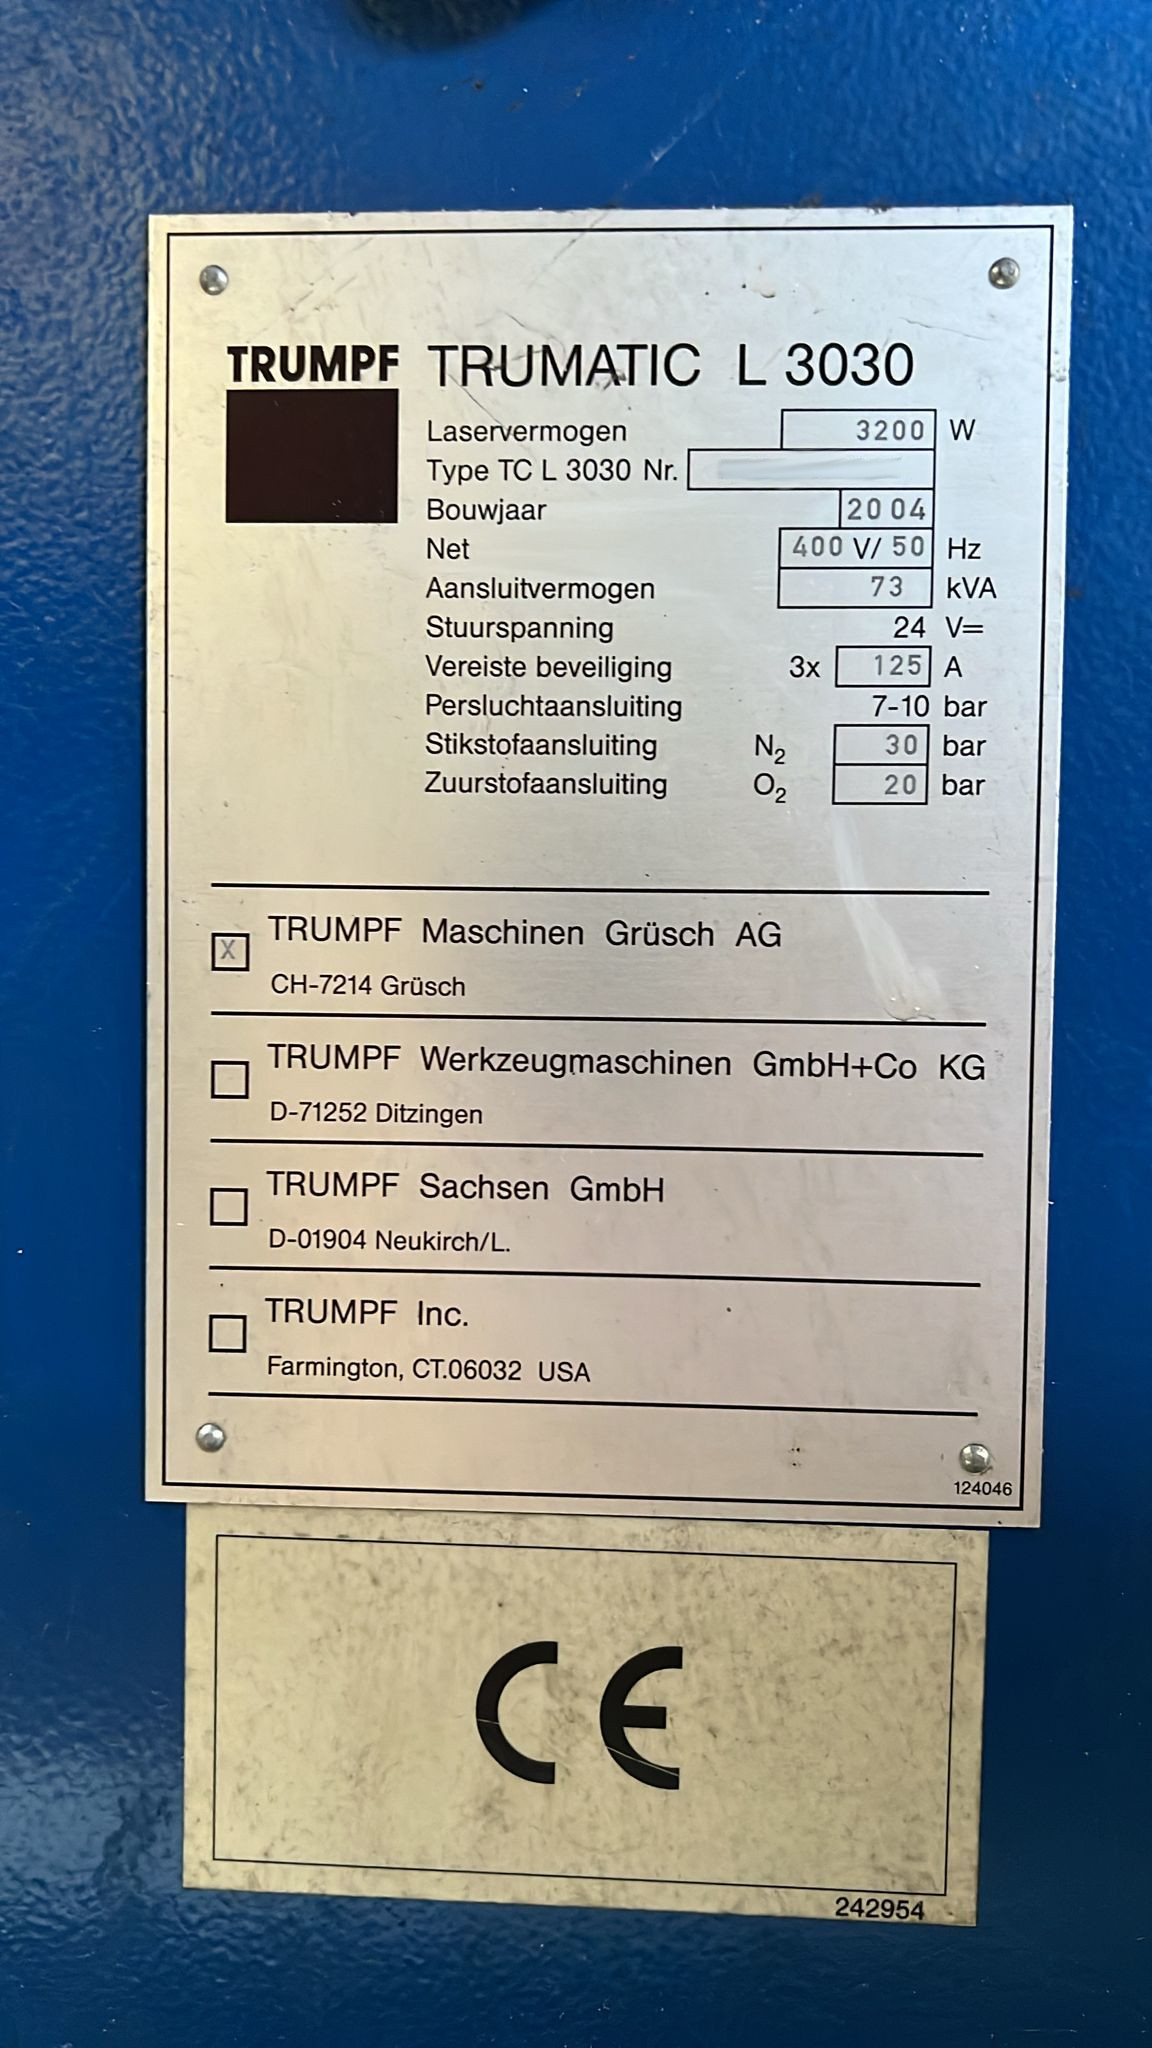 TRUMPF TRUMATIC L 3030
Laservermogen 3200 W
Type TC L 3030 Nr.
Bouwjaar 2004
Net 400 V/ 50 Hz
Aansluitvermogen 73 kVA
Stuurspanning 24 V=
Vereiste beveiliging 3x 125 A
Persluchtaansluiting 7-10 bar
Stikstofaansluiting N₂ 30 bar
Zuurstofaansluiting O₂ 20 bar
X TRUMPF Maschinen Grüsch AG
CH-7214 Grüsch
TRUMPF Werkzeugmaschinen GmbH+Co KG
D-71252 Ditzingen
TRUMPF Sachsen GmbH
D-01904 Neukirch/L.
TRUMPF Inc.
Farmington, CT.06032 USA
124046
CE
242954